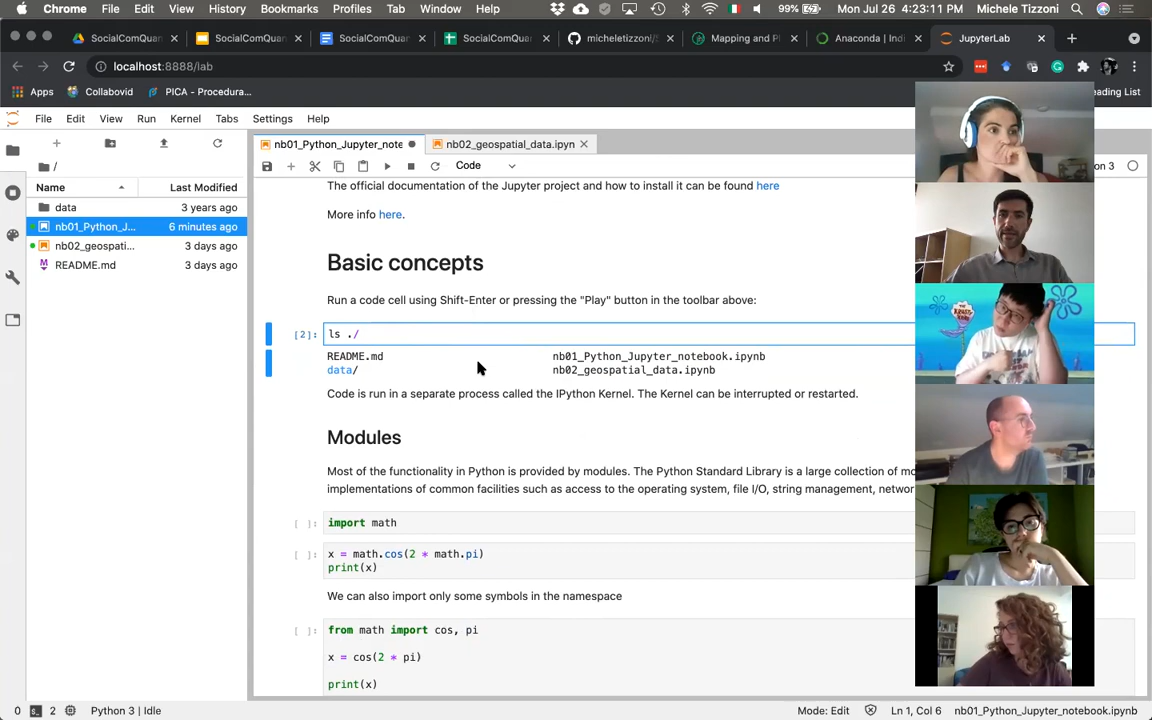 Chrome File Edit View History Bookmarks Profiles Tab Window Help 99% Mon Jul 26 4:23:11 PM Michele Tizzoni
SocialComQuan SocialComQuan SocialComQuan SocialComQuan micheletizzoni/S Mapping and Pl Anaconda | Indi JupyterLab
localhost:8888/lab
Apps Collabovid PICA - Procedura... eading List
File Edit View Run Kernel Tabs Settings Help
nb01_Python_Jupyter_note nb02_geospatial_data.ipyn
/ Code on 3
Name Last Modified
data 3 years ago
nb01_Python_J... 6 minutes ago
nb02_geospati... 3 days ago
README.md 3 days ago
The official documentation of the Jupyter project and how to install it can be found here
More info here.
Basic concepts
Run a code cell using Shift-Enter or pressing the "Play" button in the toolbar above:
[2]: ls ./
README.md nb01_Python_Jupyter_notebook.ipynb
data/ nb02_geospatial_data.ipynb
Code is run in a separate process called the IPython Kernel. The Kernel can be interrupted or restarted.
Modules
Most of the functionality in Python is provided by modules. The Python Standard Library is a large collection of mo
implementations of common facilities such as access to the operating system, file I/O, string management, networ
[ ]: import math
[ ]: x = math.cos(2 * math.pi)
print(x)
We can also import only some symbols in the namespace
[ ]: from math import cos, pi
x = cos(2 * pi)
print(x)
0 2 Python 3 | Idle Mode: Edit Ln 1, Col 6 nb01_Python_Jupyter_notebook.ipynb